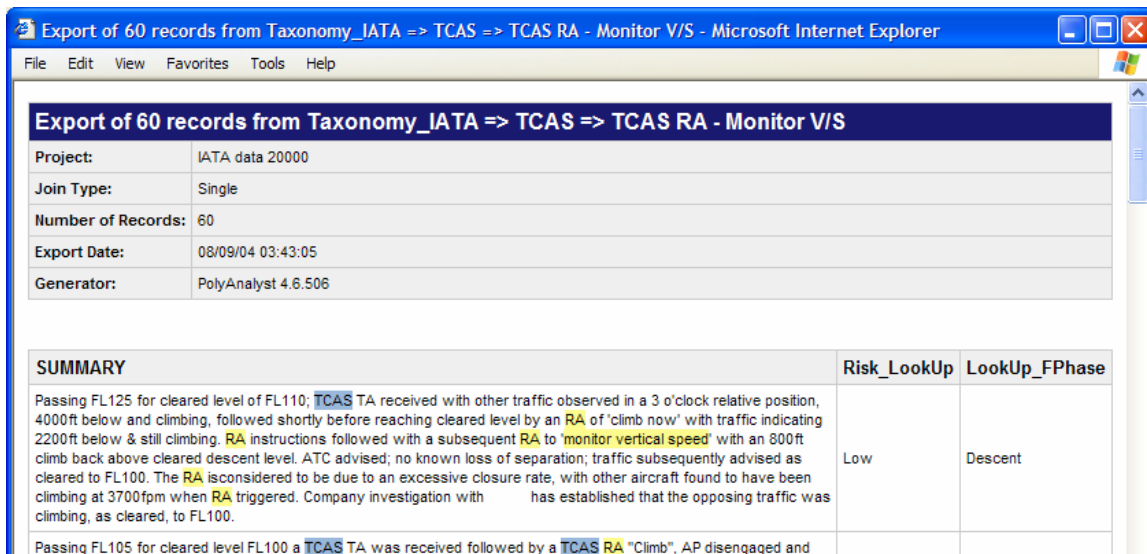 Export of 60 records from Taxonomy_IATA => TCAS => TCAS RA - Monitor V/S - Microsoft Internet Explorer
File Edit View Favorites Tools Help
Export of 60 records from Taxonomy_IATA => TCAS => TCAS RA - Monitor V/S
Project: IATA data 20000
Join Type: Single
Number of Records: 60
Export Date: 08/09/04 03:43:05
Generator: PolyAnalyst 4.6.506
SUMMARY Risk_LookUp LookUp_FPhase
Passing FL125 for cleared level of FL110; TCAS TA received with other traffic observed in a 3 o'clock relative position,
4000ft below and climbing, followed shortly before reaching cleared level by an RA of 'climb now' with traffic indicating
2200ft below & still climbing. RA instructions followed with a subsequent RA to 'monitor vertical speed' with an 800ft
climb back above cleared descent level. ATC advised; no known loss of separation; traffic subsequently advised as
cleared to FL100. The RA isconsidered to be due to an excessive closure rate, with other aircraft found to have been
climbing at 3700fpm when RA triggered. Company investigation with has established that the opposing traffic was
climbing, as cleared, to FL100.
Low
Descent
Passing FL105 for cleared level FL100 a TCAS TA was received followed by a TCAS RA "Climb", AP disengaged and